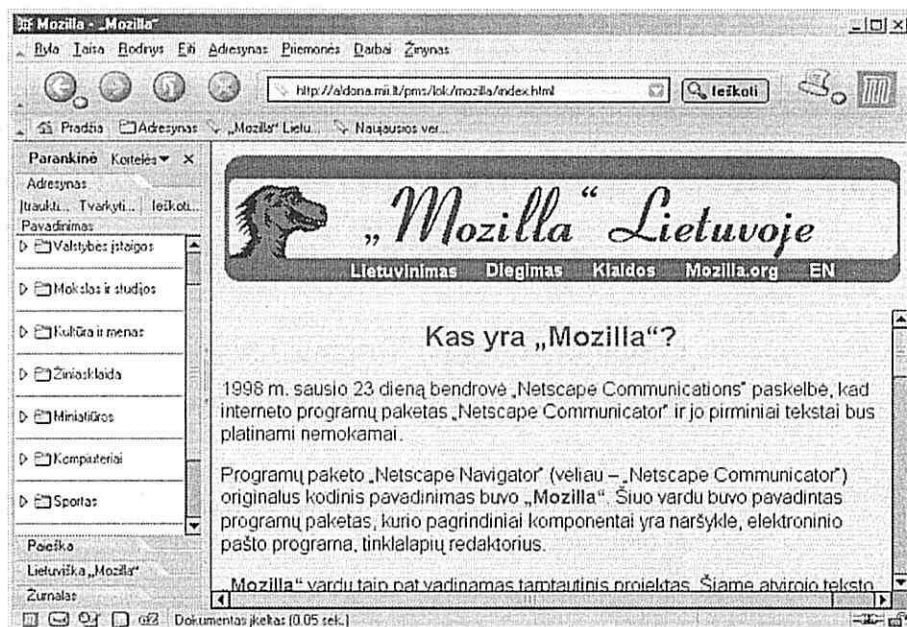 Mozilla - „Mozilla“
Byla Taisa Rodinys Eiti Adresynas Priemonės Darbai Žinynas
http://aldona.mii.lt/pms/lok/mozilla/index.html Ieškoti
Pradžia Adresynas „Mozilla“ Lietu... Naujausios ver...
Parankinė Kortelės
Adresynas
Įtraukti... Tvarkyti... Ieškoti...
Pavadinimas
Valstybės įstaigos
Mokslas ir studijos
Kultūra ir menas
Žiniasklaida
Miniatiūros
Kompiuteriai
Sportas
Paieška
Lietuviška „Mozilla“
Žurnalas
„Mozilla“ Lietuvoje
Lietuvinimas Diegimas Klaidos Mozilla.org EN
Kas yra „Mozilla“?
1998 m. sausio 23 dieną bendrovė „Netscape Communications“ paskelbė, kad
interneto programų paketas „Netscape Communicator“ ir jo pirminiai tekstai bus
platinami nemokamai.
Programų paketo „Netscape Navigator“ (vėliau – „Netscape Communicator“)
originalus kodinis pavadinimas buvo „Mozilla“. Šiuo vardu buvo pavadintas
programų paketas, kurio pagrindiniai komponentai yra naršyklė, elektroninio
pašto programa, tinklalapių redaktorius.
„Mozilla“ vardu taip pat vadinamas tarptautinis projektas. Šiame atvirojo teksto
Dokumentas įkeltas (0.05 sek.)